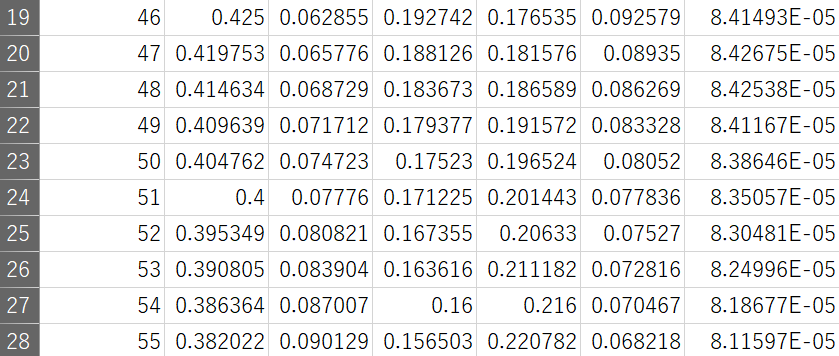 19 46 0.425 0.062855 0.192742 0.176535 0.092579 8.41493E-05
20 47 0.419753 0.065776 0.188126 0.181576 0.08935 8.42675E-05
21 48 0.414634 0.068729 0.183673 0.186589 0.086269 8.42538E-05
22 49 0.409639 0.071712 0.179377 0.191572 0.083328 8.41167E-05
23 50 0.404762 0.074723 0.17523 0.196524 0.08052 8.38646E-05
24 51 0.4 0.07776 0.171225 0.201443 0.077836 8.35057E-05
25 52 0.395349 0.080821 0.167355 0.20633 0.07527 8.30481E-05
26 53 0.390805 0.083904 0.163616 0.211182 0.072816 8.24996E-05
27 54 0.386364 0.087007 0.16 0.216 0.070467 8.18677E-05
28 55 0.382022 0.090129 0.156503 0.220782 0.068218 8.11597E-05